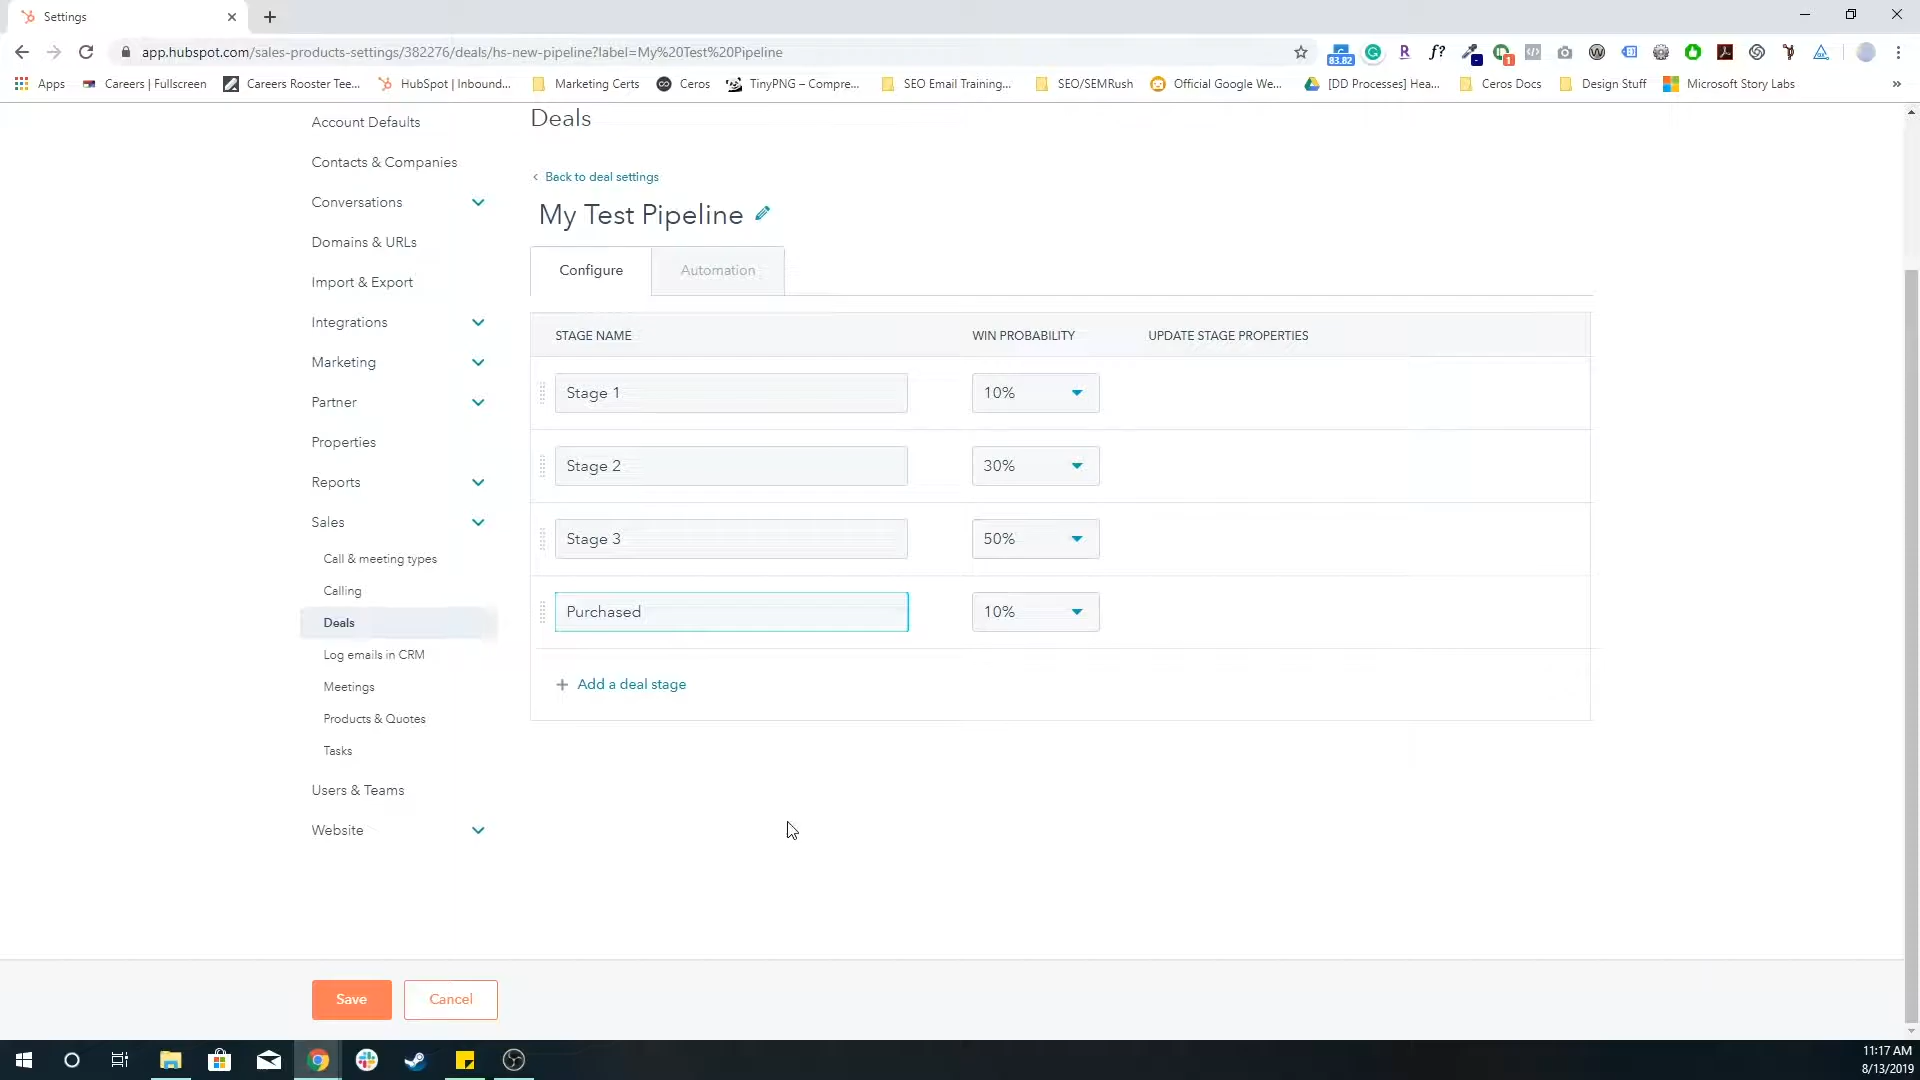 Settings
app.hubspot.com/sales-products-settings/382276/deals/hs-new-pipeline?label=My%20Test%20Pipeline
83.82
R
f?
1
Apps
Careers | Fullscreen
Careers Rooster Tee...
HubSpot | Inbound...
Marketing Certs
Ceros
TinyPNG – Compre...
SEO Email Training...
SEO/SEMRush
Official Google We...
[DD Processes] Hea...
Ceros Docs
Design Stuff
Microsoft Story Labs
»
Account Defaults
Contacts & Companies
Conversations
Domains & URLs
Import & Export
Integrations
Marketing
Partner
Properties
Reports
Sales
Call & meeting types
Calling
Deals
Log emails in CRM
Meetings
Products & Quotes
Tasks
Users & Teams
Website
Deals
Back to deal settings
My Test Pipeline
Configure
Automation
STAGE NAME WIN PROBABILITY UPDATE STAGE PROPERTIES
Stage 1 10%
Stage 2 30%
Stage 3 50%
Purchased 10%
+ Add a deal stage
Save
Cancel
11:17 AM
8/13/2019